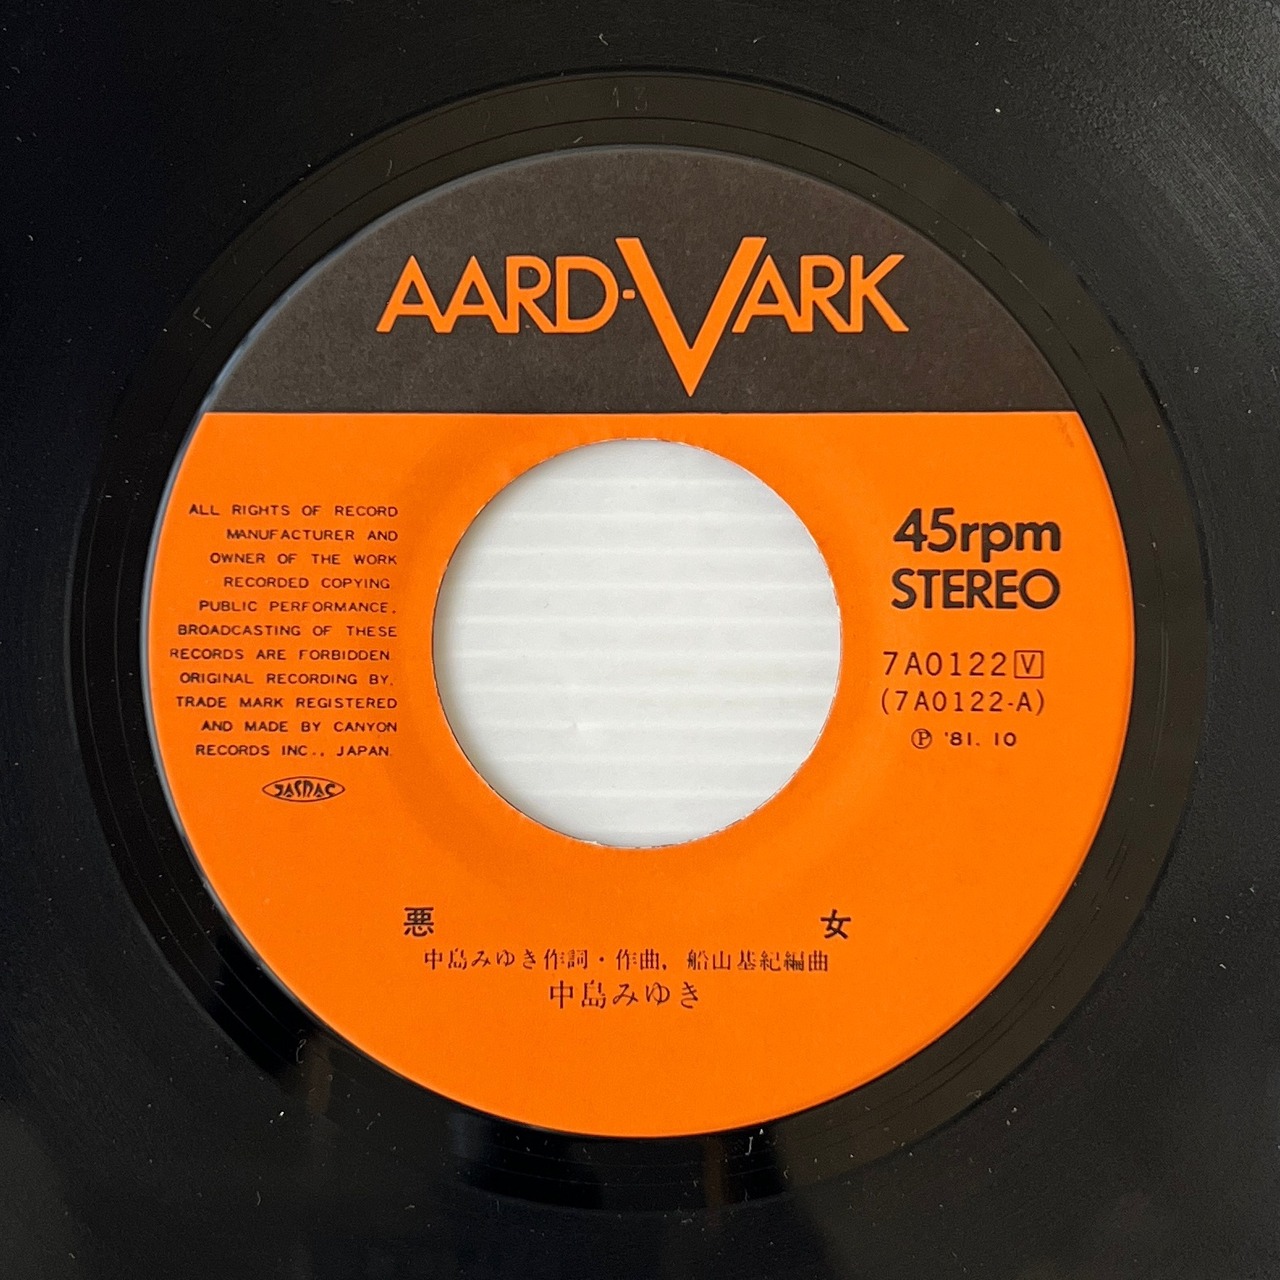 AARD-VARK
ALL RIGHTS OF RECORD
MANUFACTURER AND
OWNER OF THE WORK
RECORDED COPYING.
PUBLIC PERFORMANCE,
BROADCASTING OF THESE
RECORDS ARE FORBIDDEN.
ORIGINAL RECORDING BY,
TRADE MARK REGISTERED
AND MADE BY CANYON
RECORDS INC., JAPAN.
JASRAC
45rpm
STEREO
7A0122 V
(7A0122-A)
Ⓟ '81. 10
悪 女
中島みゆき作詞・作曲, 船山基紀編曲
中島みゆき